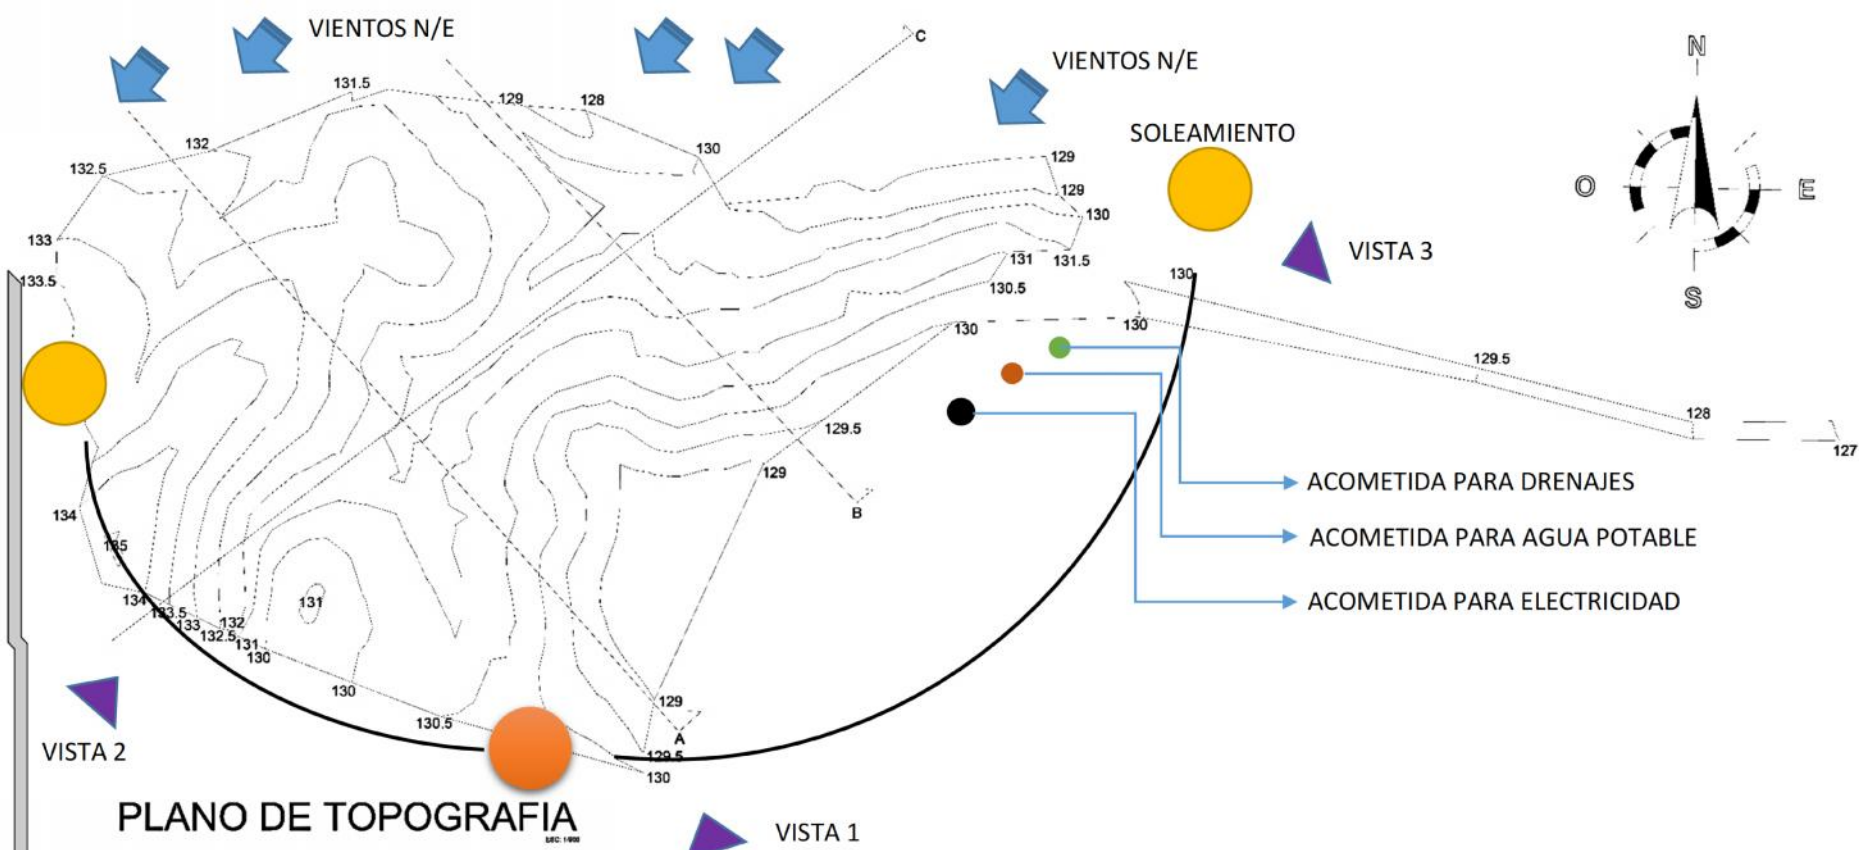 VIENTOS N/E
C
VIENTOS N/E
N
131.5
129
128
SOLEAMIENTO
132
130
129
132.5
129
O
E
130
133
VISTA 3
131
131.5
133.5
130
130.5
S
130
130
129.5
128
129.5
127
129
ACOMETIDA PARA DRENAJES
B
134
ACOMETIDA PARA AGUA POTABLE
135
134
131
ACOMETIDA PARA ELECTRICIDAD
133.5
133
132
132.5
131
130
130
129
130.5
A
VISTA 2
129.5
130
PLANO DE TOPOGRAFIA
VISTA 1